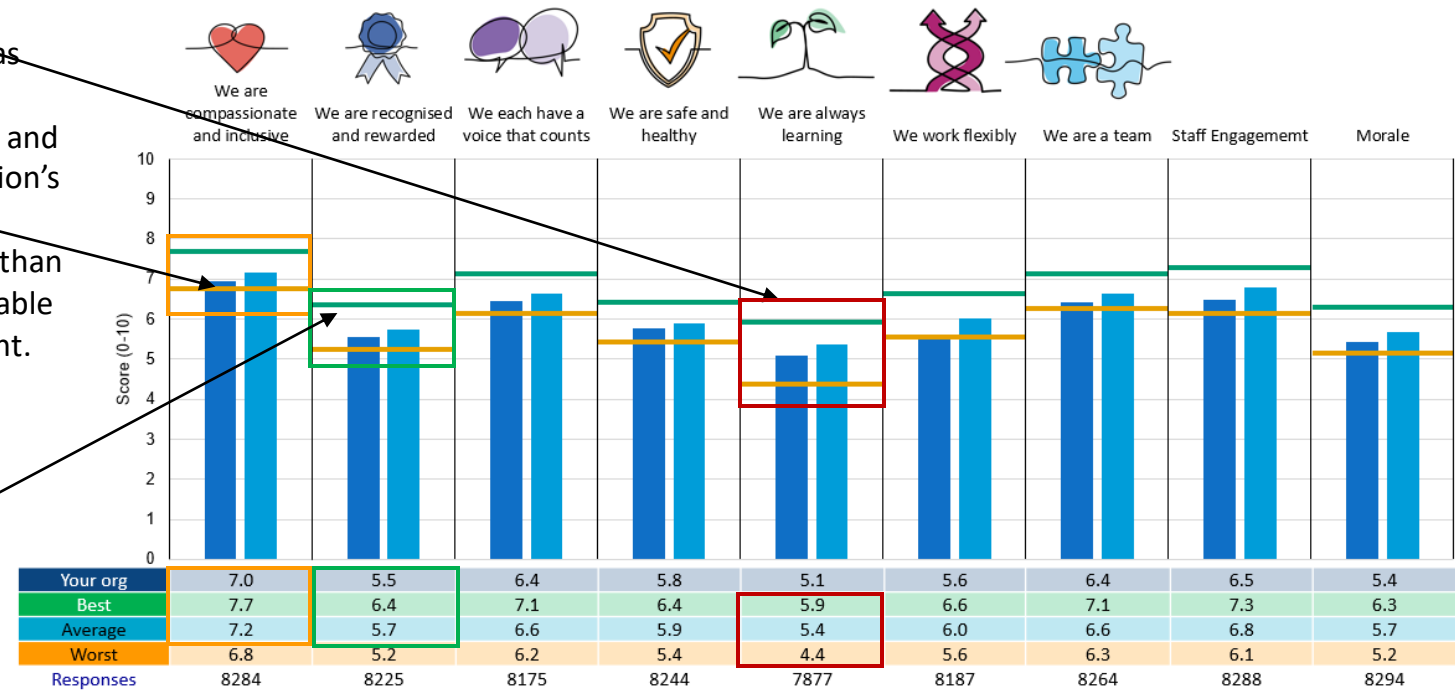 as
and
ion's
than
able
nt.
We are
compassionate
and inclusive
We are recognised
and rewarded
We each have a
voice that counts
We are safe and
healthy
We are always
learning
We work flexibly
We are a team
Staff Engagememt
Morale
Score (0-10)
10
9
8
7
6
5
4
3
2
1
0
Your org 7.0 5.5 6.4 5.8 5.1 5.6 6.4 6.5 5.4
Best 7.7 6.4 7.1 6.4 5.9 6.6 7.1 7.3 6.3
Average 7.2 5.7 6.6 5.9 5.4 6.0 6.6 6.8 5.7
Worst 6.8 5.2 6.2 5.4 4.4 5.6 6.3 6.1 5.2
Responses 8284 8225 8175 8244 7877 8187 8264 8288 8294